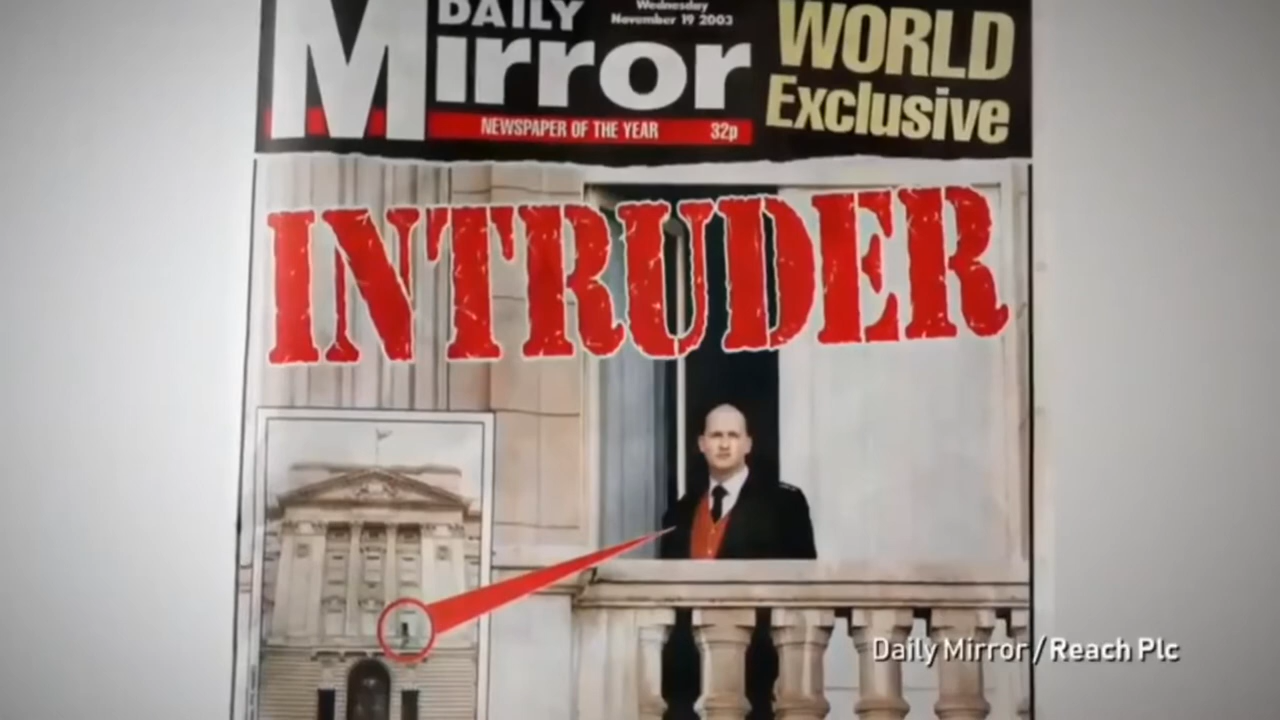 DAILY
Mirror
Wednesday
November 19 2003
NEWSPAPER OF THE YEAR 32p
WORLD
Exclusive
INTRUDER
Daily Mirror / Reach Plc